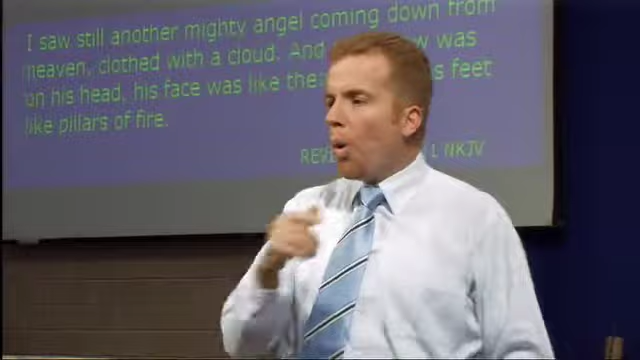 I saw still another mighty angel coming down from
heaven, clothed with a cloud. And was
on his head, his face was like the feet
like pillars of fire.
NKJV